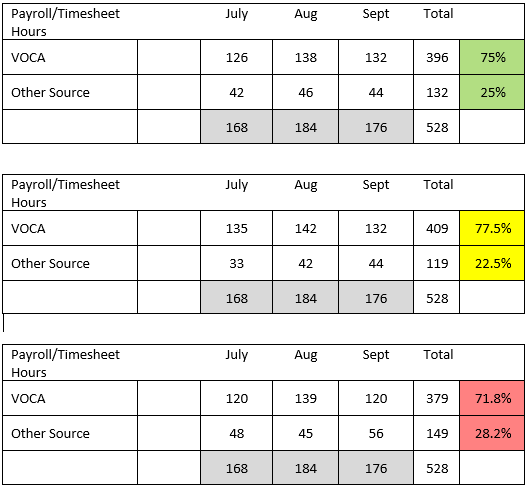 Payroll/Timesheet Hours July Aug Sept Total
VOCA 126 138 132 396 75%
Other Source 42 46 44 132 25%
168 184 176 528
Payroll/Timesheet Hours July Aug Sept Total
VOCA 135 142 132 409 77.5%
Other Source 33 42 44 119 22.5%
168 184 176 528
Payroll/Timesheet Hours July Aug Sept Total
VOCA 120 139 120 379 71.8%
Other Source 48 45 56 149 28.2%
168 184 176 528